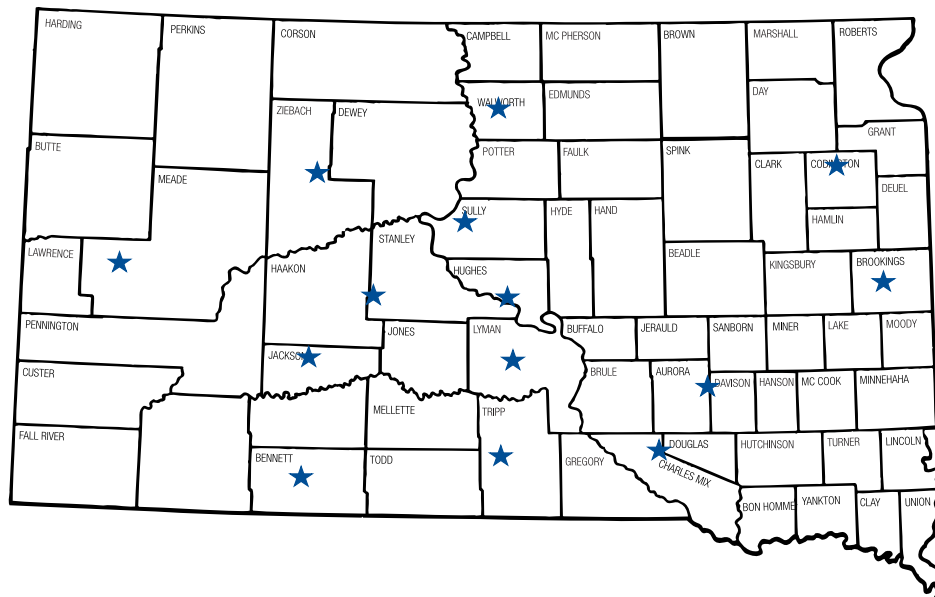 HARDING
PERKINS
CORSON
CAMPBELL
MC PHERSON
BROWN
MARSHALL
ROBERTS
ZIEBACH
DEWEY
WALWORTH
EDMUNDS
DAY
GRANT
BUTTE
MEADE
POTTER
FAULK
SPINK
CLARK
CODINGTON
DEUEL
SULLY
HYDE
HAND
HAMLIN
LAWRENCE
STANLEY
HAAKON
HUGHES
BEADLE
KINGSBURY
BROOKINGS
PENNINGTON
JONES
LYMAN
BUFFALO
JERAULD
SANBORN
MINER
LAKE
MOODY
JACKSON
CUSTER
BRULE
AURORA
DAVISON
HANSON
MC COOK
MINNEHAHA
MELLETTE
TRIPP
FALL RIVER
BENNETT
TODD
GREGORY
DOUGLAS
CHARLES MIX
HUTCHINSON
TURNER
LINCOLN
BON HOMME
YANKTON
CLAY
UNION